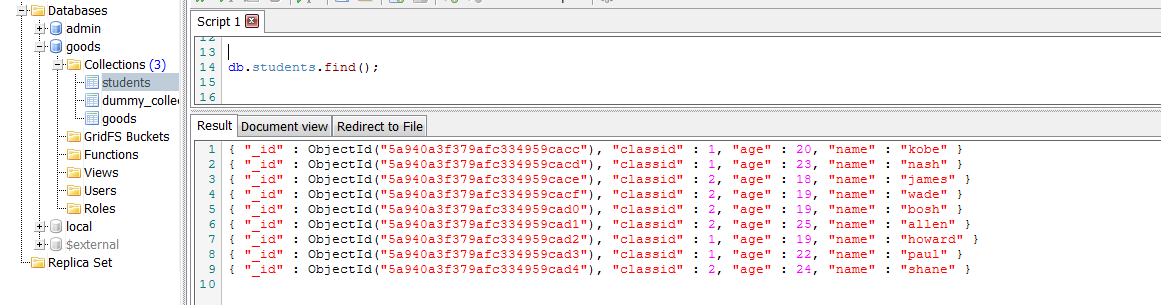 Databases
admin
goods
Collections (3)
students
dummy_colle
goods
GridFS Buckets
Functions
Views
Users
Roles
local
$external
Replica Set
Script 1
12
13
14 db.students.find();
15
16
Result Document view Redirect to File
1 { "_id" : ObjectId("5a940a3f379afc334959cacc"), "classid" : 1, "age" : 20, "name" : "kobe" }
2 { "_id" : ObjectId("5a940a3f379afc334959cacd"), "classid" : 1, "age" : 23, "name" : "nash" }
3 { "_id" : ObjectId("5a940a3f379afc334959cace"), "classid" : 2, "age" : 18, "name" : "james" }
4 { "_id" : ObjectId("5a940a3f379afc334959cacf"), "classid" : 2, "age" : 19, "name" : "wade" }
5 { "_id" : ObjectId("5a940a3f379afc334959cad0"), "classid" : 2, "age" : 19, "name" : "bosh" }
6 { "_id" : ObjectId("5a940a3f379afc334959cad1"), "classid" : 2, "age" : 25, "name" : "allen" }
7 { "_id" : ObjectId("5a940a3f379afc334959cad2"), "classid" : 1, "age" : 19, "name" : "howard" }
8 { "_id" : ObjectId("5a940a3f379afc334959cad3"), "classid" : 1, "age" : 22, "name" : "paul" }
9 { "_id" : ObjectId("5a940a3f379afc334959cad4"), "classid" : 2, "age" : 24, "name" : "shane" }
10